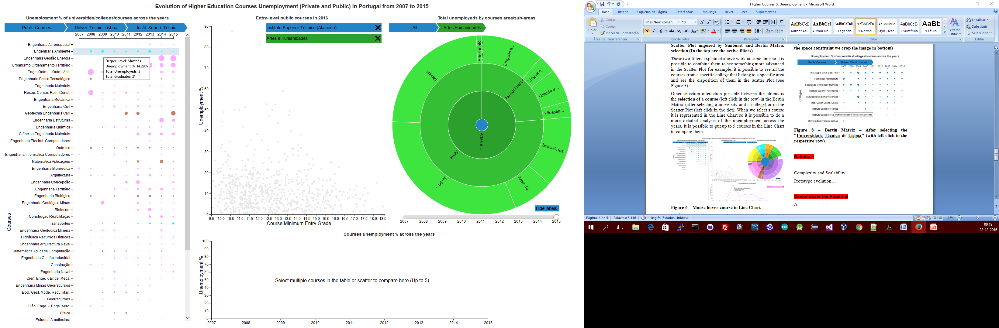 Evolution of Higher Education Courses Unemployment (Private and Public) in Portugal from 2007 to 2015
Unemployment % of universities/colleges/courses across the years
Public Courses
Univer. Técnic. Lisboa.
Instit. Superi. Técnic.
2007 2008 2009 2010 2011 2012 2013 2014 2015
Courses
Engenharia Aeroespacial
Engenharia Ambiente
Engenharia Gestão Energia
Urbanismo Ordenamento Território
Enge. Quím. -. Quím. Apli.
Engenharia Física Tecnológica
Engenharia Materiais
Recup. Conse. Patri. Const.
Engenharia Mecânica
Engenharia Civil
Geotecnia Engenharia Civil
Engenharia Estruturas
Engenharia Química
Ciências Engenharia Materiais
Engenharia Electrot. Computadores
Química
Engenharia Informática Computadores
Matemática Aplicações
Engenharia Biomédica
Arquitectura
Engenharia Concepção
Engenharia Território
Engenharia Biológica
Engenharia Geológica Minas
Biotecno.
Construção Reabilitação
Transportes
Engenharia Geológica Mineira
Hidráulica Recursos Hídricos
Engenharia Arquitectura Naval
Matemática Aplicada Computação
Engenharia Gestão Industrial
Construção
Engenharia Naval
Ciên. Enge. -. Enge. Mecâ.
Engenharia Minas Georrecursos
Ecol. Gest. Mode. Recu. Mari.
Georrecursos
Ciên. Enge. -. Enge. Aero.
Física
Estudos Arquitectura
Degree Level: Master's
Unemployment %: 14.29%
Total Unemployeds: 3
Total Graduates: 21
Entry-level public courses in 2016
Instituto Superior Técnico (Alameda)
Artes e Humanidades
Unemployment %
90
80
70
60
50
40
30
20
10
0
9.5 10.0 10.5 11.0 11.5 12.0 12.5 13.0 13.5 14.0 14.5 15.0 15.5 16.0 16.5 17.0 17.5 18.0 18.5
Course Minimum Entry Grade
Total unemployeds by courses area/sub-areas
All
Artes Humanidades
Artesanato
Línguas e...
Língua e...
História e...
Filosofia...
Belas-Artes
Artes do...
Audio-...
Design
Humanidades
Artes
Artes e...
Hide labels
2007 2008 2009 2010 2011 2012 2013 2014 2015
Courses unemployment % across the years
Unemployment %
100
90
80
70
60
50
40
30
20
10
0
Select multiple courses in the table or scatter to compare here (Up to 5)
2007 2008 2009 2010 2011 2012 2013 2014 2015
Higher Courses & Unemployment - Microsoft Word
Base Inserir Esquema de Página Referências Mailings Rever Ver Suplementos
Colar
Cortar
Copiar
Pincel de Formatação
Área de Transferência
Times New Roman 10
N I S abc
Tipo de Letra
Parágrafo
AaBbCcI
Author Af...
Author Na...
¶ Legenda
¶ Normal
Style Desc...
¶ Subtítulo
¶ Título
Alterar
Estilos
Estilos
Localizar
Substituir
Seleccionar
Editar
Scatter Plot imposed by Sunburst and Bertin Matrix
selection (In the top are the active filters)
These two filters explained above work at same time so it is
possible to combine them to see something more advanced
in the Scatter Plot for example: it is possible to see all the
courses from a specific college that belong to a specific area
and see the disposition of them in the Scatter Plot (See
Figure 5).
Other selection interaction possible between the idioms is
the selection of a course (left click in the row) in the Bertin
Matrix (after selecting a university and a college) or in the
Scatter Plot (left click in the dot). When we select a course
it is represented in the Line Chart so it is possible to do a
more detailed analysis of the unemployment across the
years. It is possible to put up to 5 courses in the Line Chart
to compare them.
Figure 6 – Mouse hover course in Line Chart
the space constraint we crop the image in bottom)
Unemployment % of universities/colleges/courses across the years
Public Courses
Univer. Técnic. Lisboa.
2007 2008 2009 2010 2011 2012 2013 2014 2015
Colleges
Inst. Supe. Ciên. Soci. Polí.
Faculdade Arquitectura
Faculdade Motricidade Humana
Instituto Superior Agronomia
Faculdade Medicina Veterinária
Insti. Super. Econo. Gestã.
Instituto Superior Técnico
Instituto Superior Téc
Instituto Superior Técnico (Alameda)
Universidade Técnica Lisboa
Figure 8 – Bertin Matrix – After selecting the
“Universidade Técnica de Lisboa” (with left click in the
respective row)
Rationale
Complexity and Scalability…
Prototype evolution…
Demonstrate the Potential
A
Página: 4 de 5 Palavras: 3.116 Inglês (Estados Unidos) 116%
00:19
22-12-2016